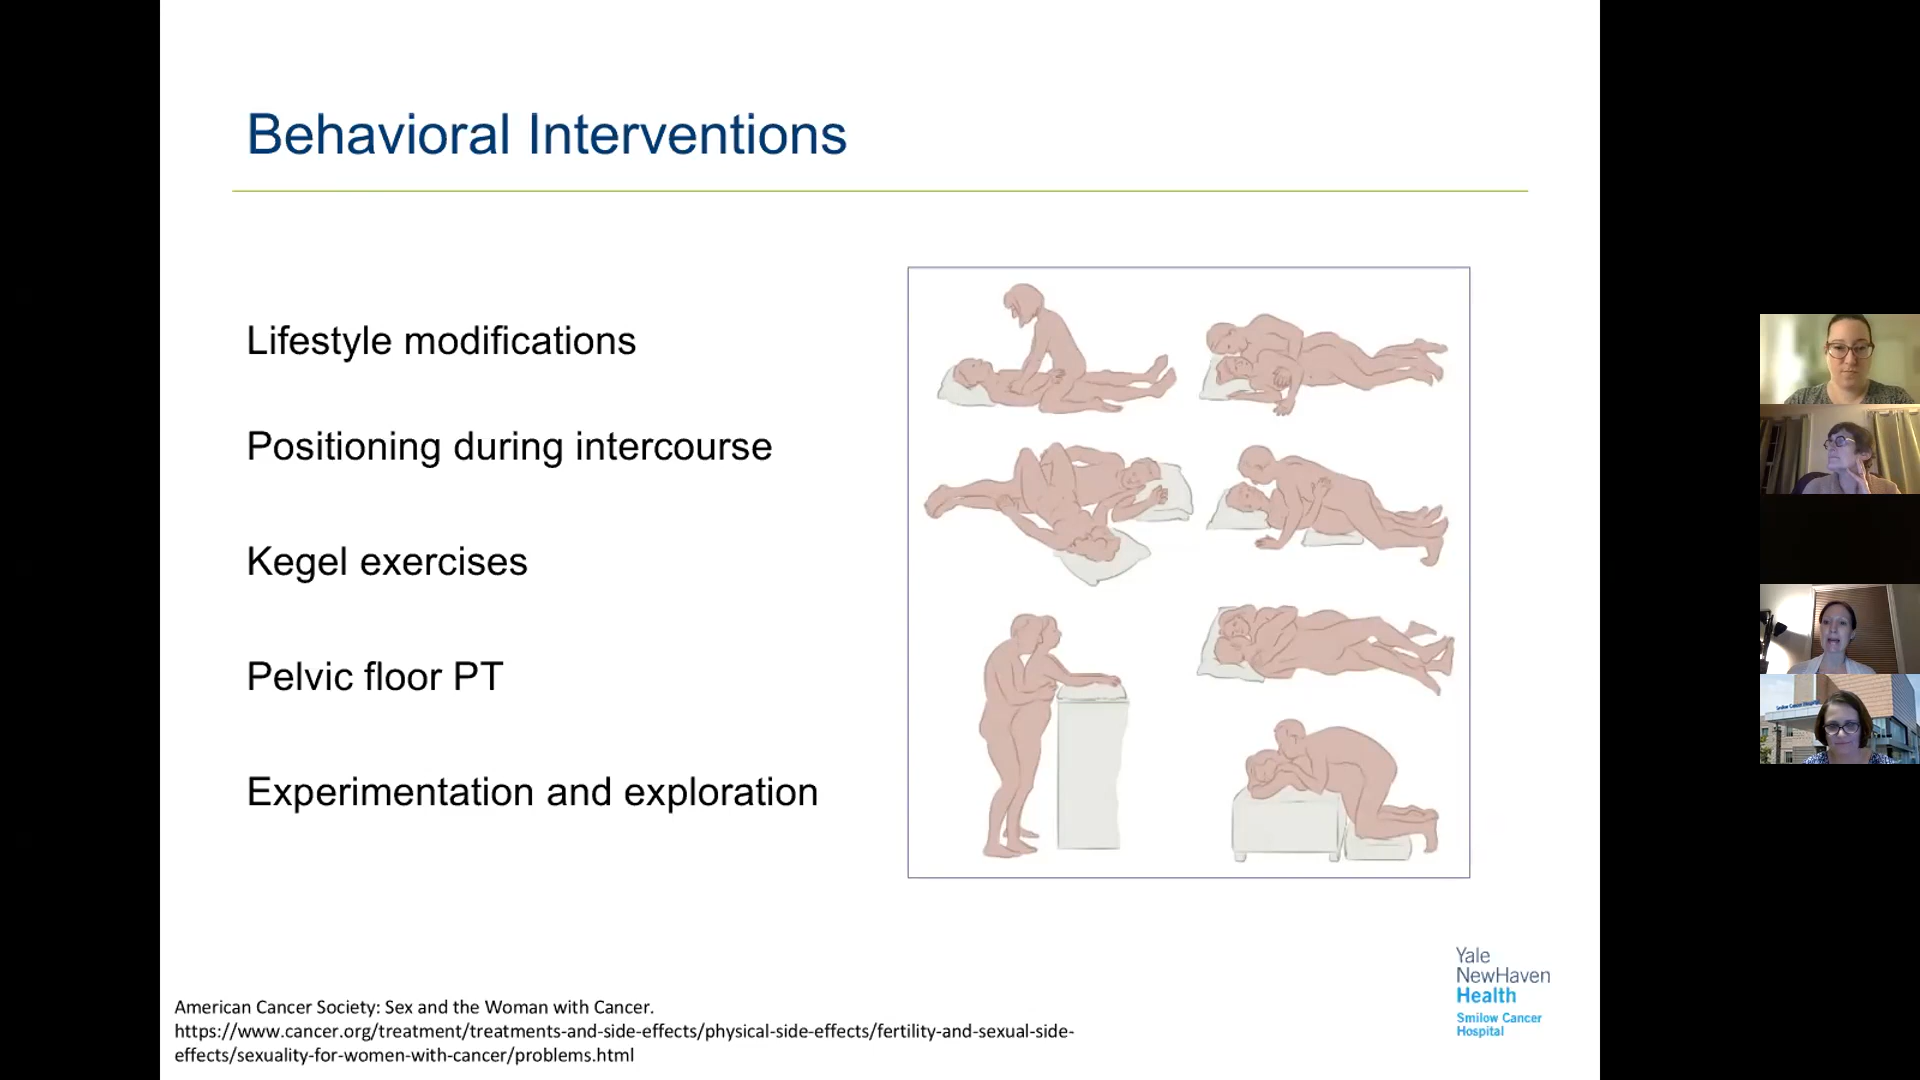 Behavioral Interventions
Lifestyle modifications
Positioning during intercourse
Kegel exercises
Pelvic floor PT
Experimentation and exploration
American Cancer Society: Sex and the Woman with Cancer.
https://www.cancer.org/treatment/treatments-and-side-effects/physical-side-effects/fertility-and-sexual-side-
effects/sexuality-for-women-with-cancer/problems.html
Yale
NewHaven
Health
Smilow Cancer
Hospital